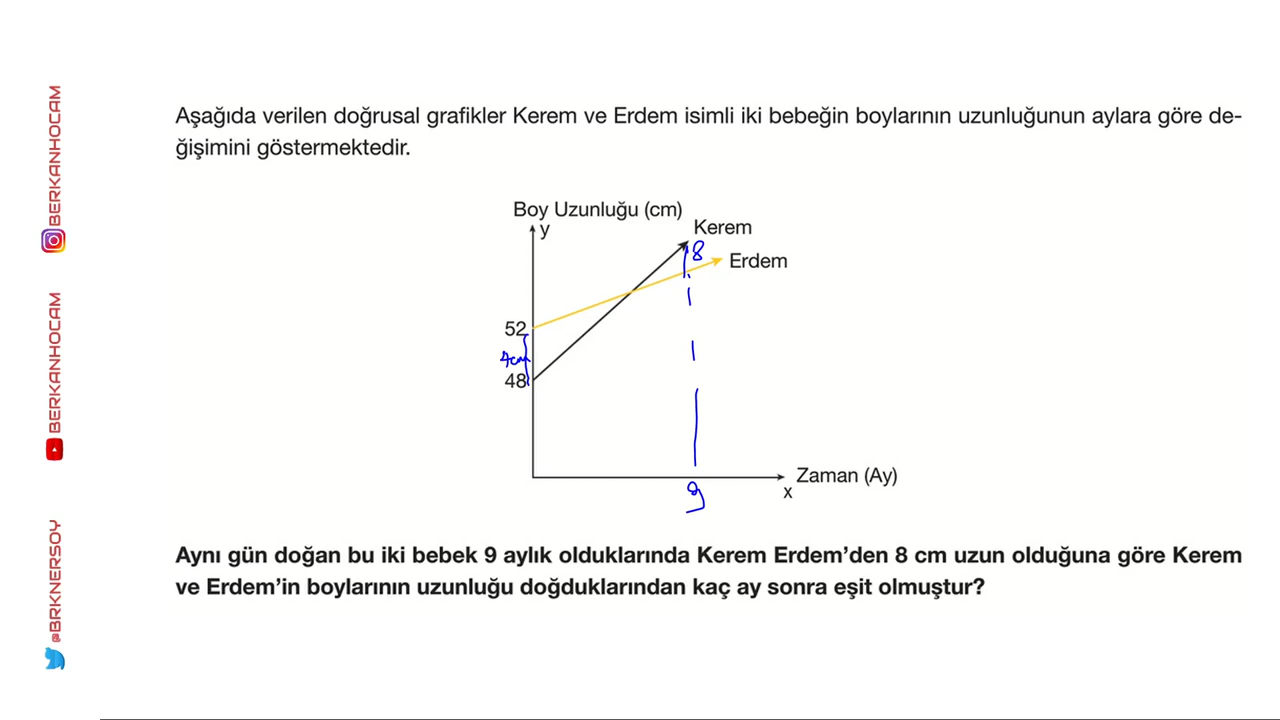 Aşağıda verilen doğrusal grafikler Kerem ve Erdem isimli iki bebeğin boylarının uzunluğunun aylara göre de-
ğişimini göstermektedir.
Boy Uzunluğu (cm)
y
Kerem
8
Erdem
52
4cm
48
Zaman (Ay)
x
9
Aynı gün doğan bu iki bebek 9 aylık olduklarında Kerem Erdem’den 8 cm uzun olduğuna göre Kerem
ve Erdem’in boylarının uzunluğu doğduklarından kaç ay sonra eşit olmuştur?
BERKANHOCAM
BERKANHOCAM
@BRKNERSOY